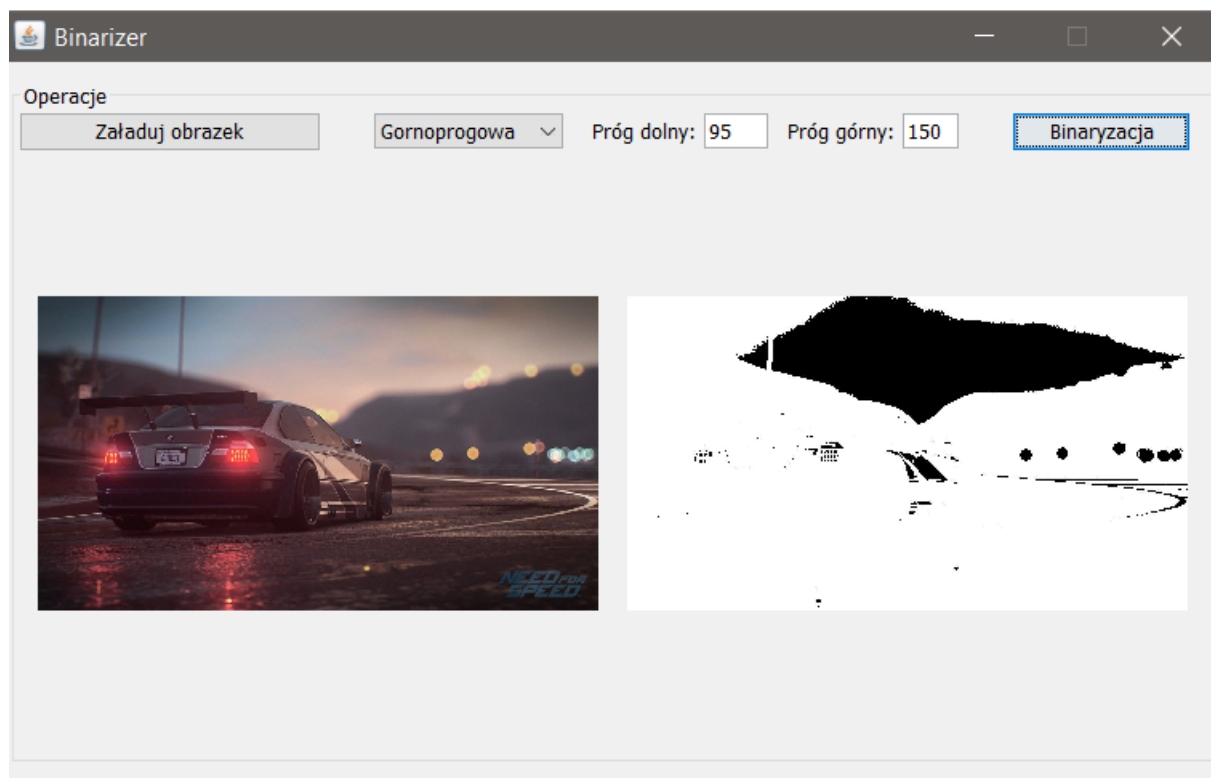 Binarizer
Operacje
Załaduj obrazek Gornoprogowa Próg dolny: 95 Próg górny: 150 Binaryzacja
NEED FOR
SPEED